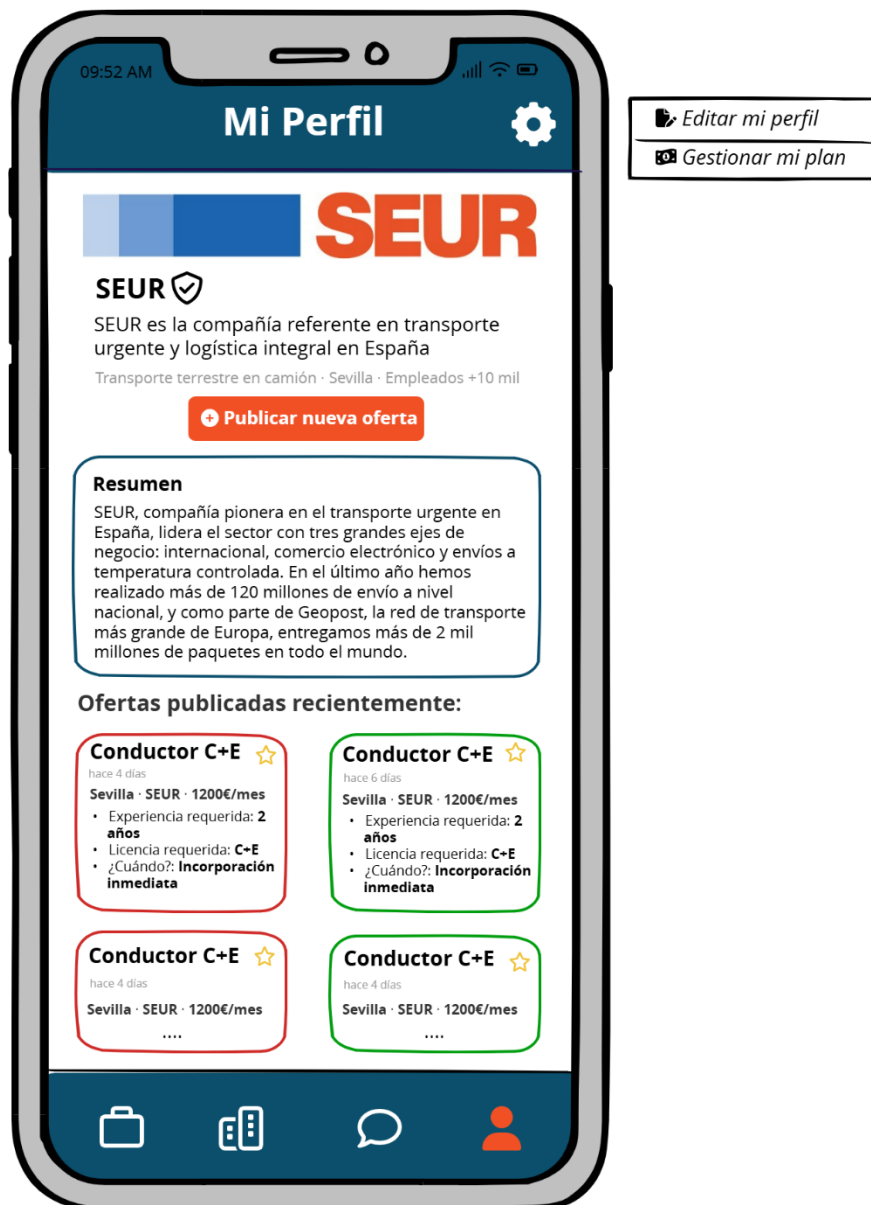 09:52 AM
Mi Perfil
Editar mi perfil
Gestionar mi plan
SEUR
SEUR
SEUR es la compañía referente en transporte
urgente y logística integral en España
Transporte terrestre en camión · Sevilla · Empleados +10 mil
Publicar nueva oferta
Resumen
SEUR, compañía pionera en el transporte urgente en
España, lidera el sector con tres grandes ejes de
negocio: internacional, comercio electrónico y envíos a
temperatura controlada. En el último año hemos
realizado más de 120 millones de envío a nivel
nacional, y como parte de Geopost, la red de transporte
más grande de Europa, entregamos más de 2 mil
millones de paquetes en todo el mundo.
Ofertas publicadas recientemente:
Conductor C+E
hace 4 días
Sevilla · SEUR · 1200€/mes
• Experiencia requerida: 2
años
• Licencia requerida: C+E
• ¿Cuándo?: Incorporación
inmediata
Conductor C+E
hace 6 días
Sevilla · SEUR · 1200€/mes
• Experiencia requerida: 2
años
• Licencia requerida: C+E
• ¿Cuándo?: Incorporación
inmediata
Conductor C+E
hace 4 días
Sevilla · SEUR · 1200€/mes
....
Conductor C+E
hace 4 días
Sevilla · SEUR · 1200€/mes
....